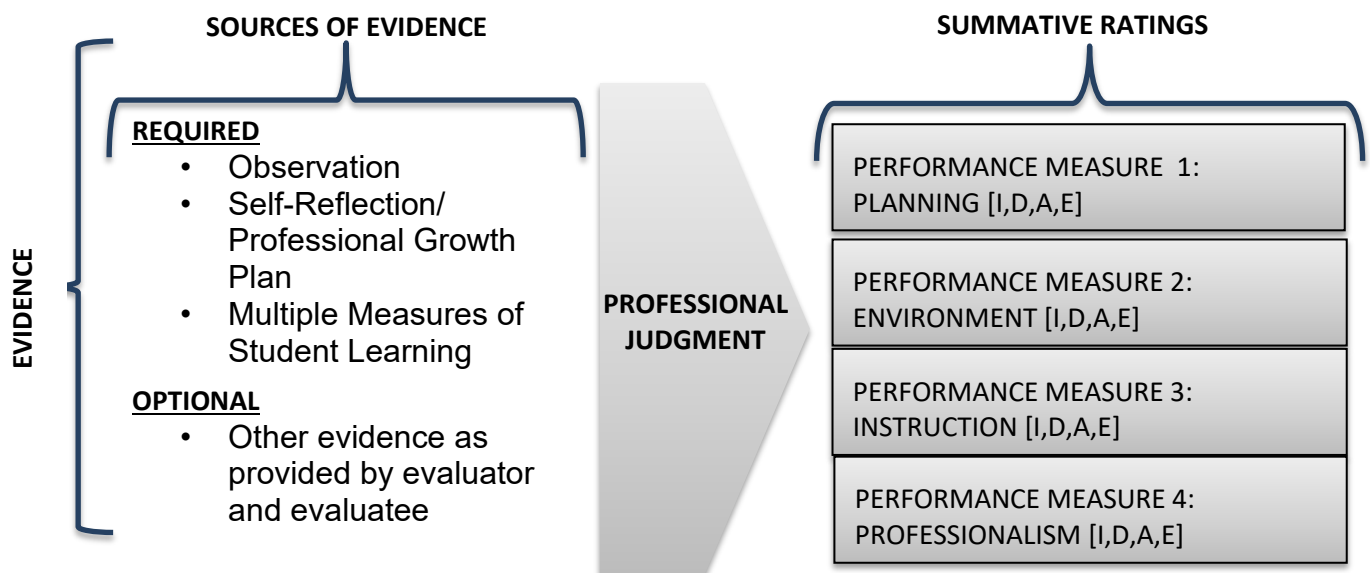 SOURCES OF EVIDENCE
EVIDENCE
REQUIRED
• Observation
• Self-Reflection/
Professional Growth
Plan
• Multiple Measures of
Student Learning
OPTIONAL
• Other evidence as
provided by evaluator
and evaluatee
PROFESSIONAL
JUDGMENT
SUMMATIVE RATINGS
PERFORMANCE MEASURE 1:
PLANNING [I,D,A,E]
PERFORMANCE MEASURE 2:
ENVIRONMENT [I,D,A,E]
PERFORMANCE MEASURE 3:
INSTRUCTION [I,D,A,E]
PERFORMANCE MEASURE 4:
PROFESSIONALISM [I,D,A,E]